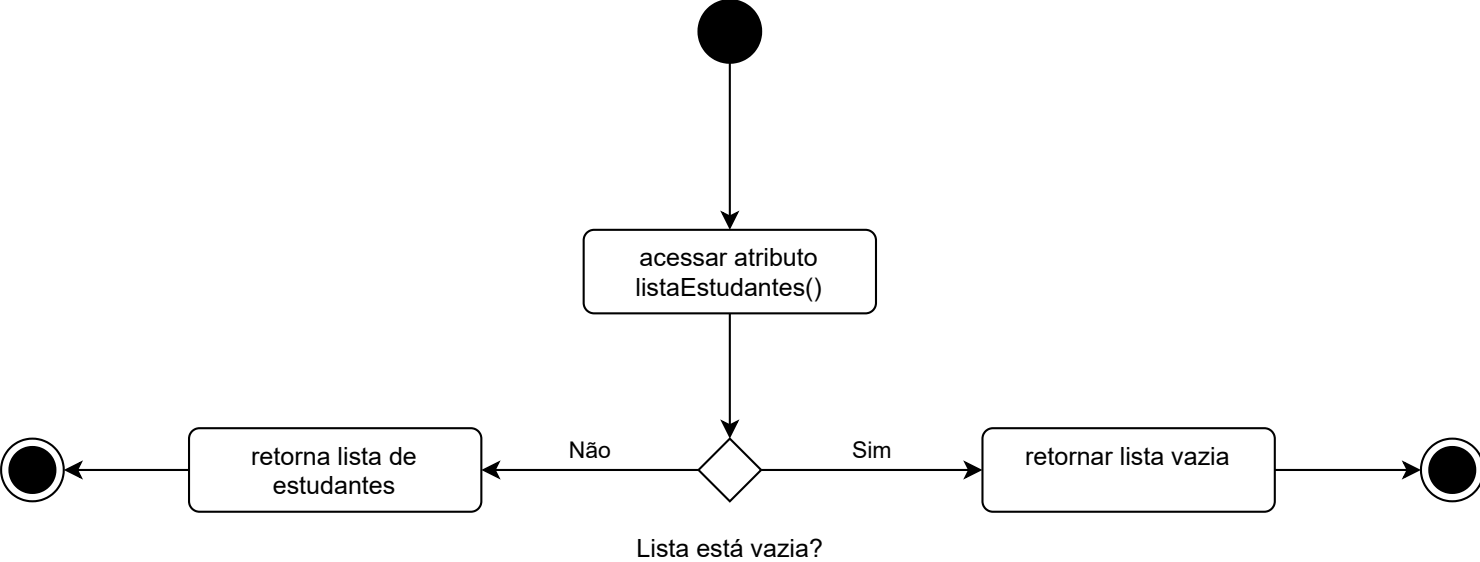 acessar atributo
listaEstudantes()
Não
Sim
retorna lista de
estudantes
retornar lista vazia
Lista está vazia?